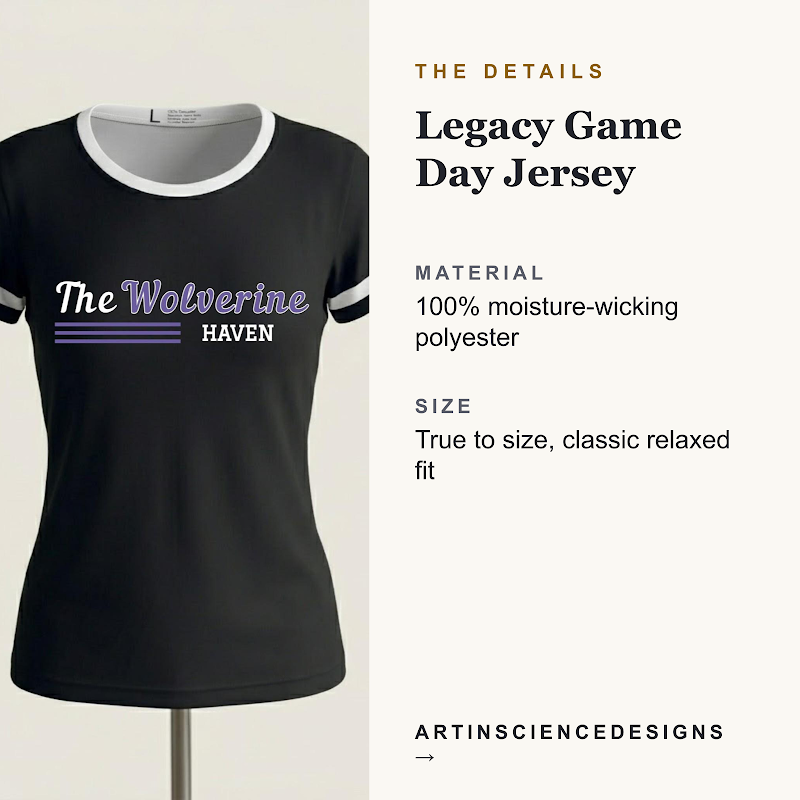 L
The Wolverine
HAVEN
THE DETAILS
Legacy Game
Day Jersey
MATERIAL
100% moisture-wicking
polyester
SIZE
True to size, classic relaxed
fit
ARTINSCIENCEDESIGNS
→